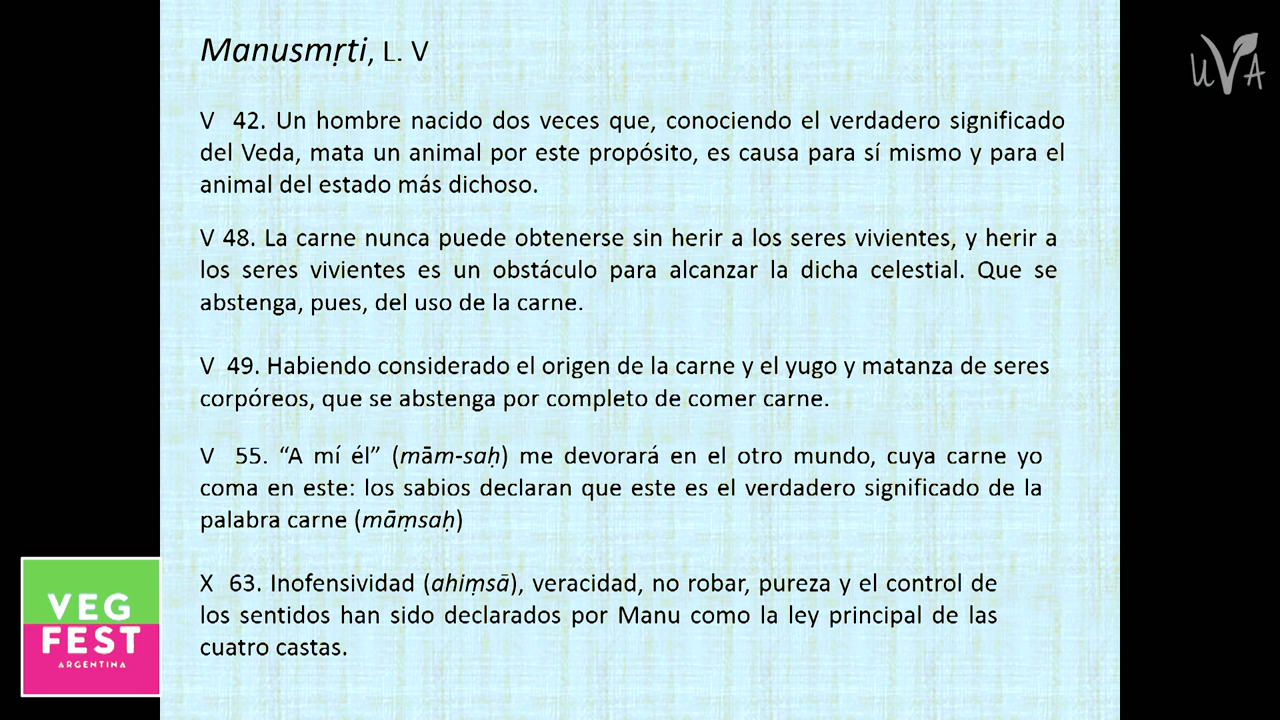 Manusmṛti, L. V
V 42. Un hombre nacido dos veces que, conociendo el verdadero significado
del Veda, mata un animal por este propósito, es causa para sí mismo y para el
animal del estado más dichoso.
V 48. La carne nunca puede obtenerse sin herir a los seres vivientes, y herir a
los seres vivientes es un obstáculo para alcanzar la dicha celestial. Que se
abstenga, pues, del uso de la carne.
V 49. Habiendo considerado el origen de la carne y el yugo y matanza de seres
corpóreos, que se abstenga por completo de comer carne.
V 55. “A mí él” (mām-saḥ) me devorará en el otro mundo, cuya carne yo
coma en este: los sabios declaran que este es el verdadero significado de la
palabra carne (māṃsaḥ)
X 63. Inofensividad (ahiṃsā), veracidad, no robar, pureza y el control de
los sentidos han sido declarados por Manu como la ley principal de las
cuatro castas.
UVA
VEG
FEST
ARGENTINA